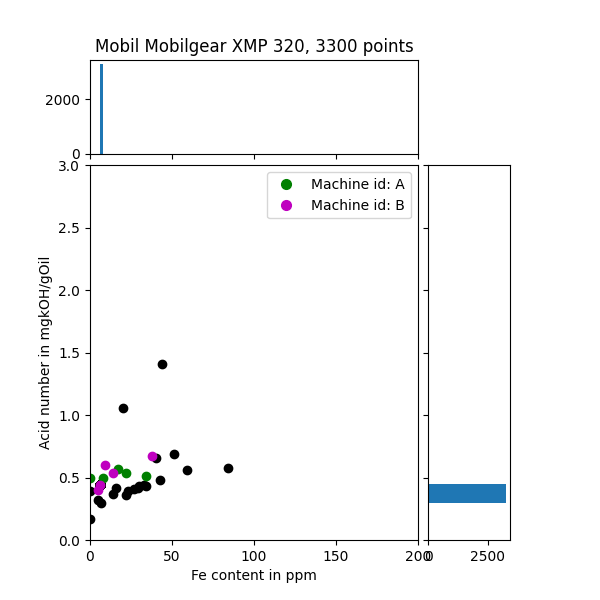 Mobil Mobilgear XMP 320, 3300 points
2000
0
3.0
2.5
2.0
1.5
1.0
0.5
0.0
Acid number in mgkOH/gOil
Machine id: A
Machine id: B
0 50 100 150 200
0 2500
Fe content in ppm